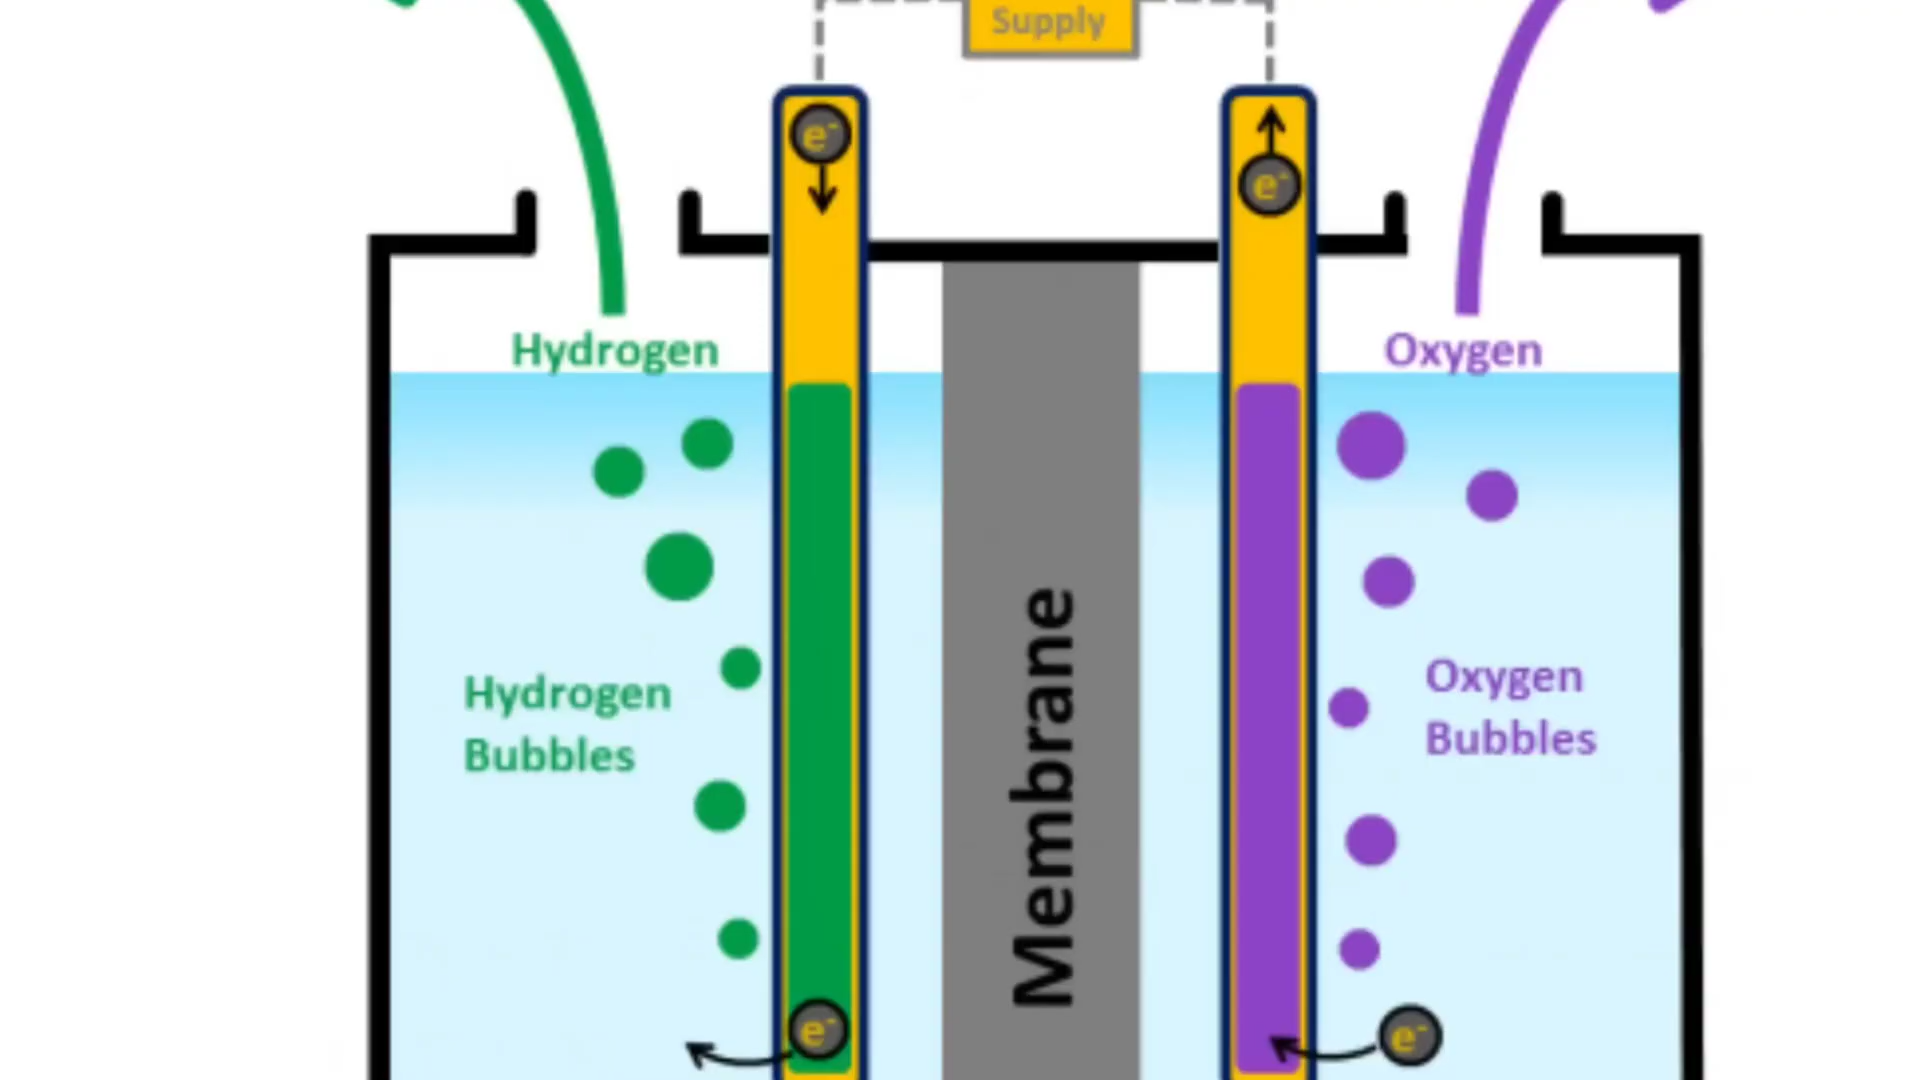 Supply
e-
e-
Hydrogen
Oxygen
Hydrogen
Bubbles
Membrane
Oxygen
Bubbles
e-
e-